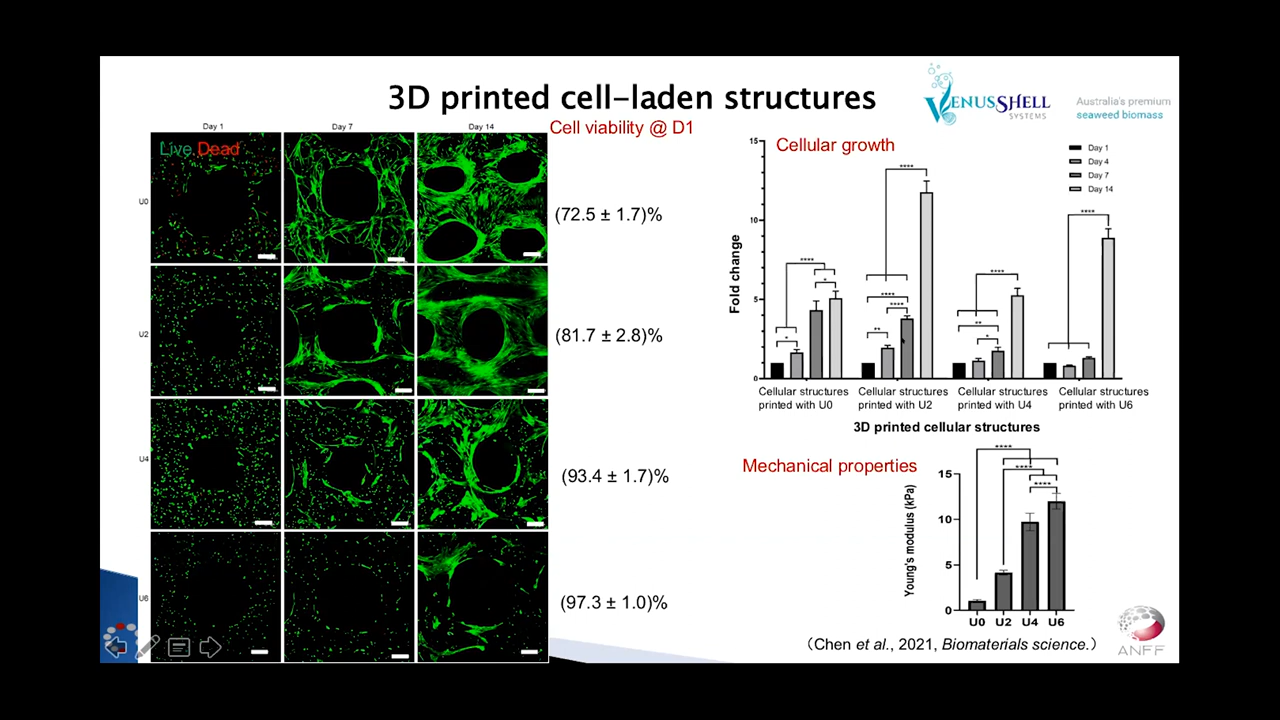 3D printed cell-laden structures
VENUSSHELL
SYSTEMS
Australia's premium
seaweed biomass
Day 1
Day 7
Day 14
Cell viability @ D1
Live Dead
U0
U2
U4
U6
(72.5 ± 1.7)%
(81.7 ± 2.8)%
(93.4 ± 1.7)%
(97.3 ± 1.0)%
Cellular growth
Day 1
Day 4
Day 7
Day 14
Fold change
15
10
5
0
*
****
*
**
****
****
****
**
*
****
****
Cellular structures printed with U0
Cellular structures printed with U2
Cellular structures printed with U4
Cellular structures printed with U6
3D printed cellular structures
Mechanical properties
Young's modulus (kPa)
15
10
5
0
****
****
****
U0 U2 U4 U6
(Chen et al., 2021, Biomaterials science.)
ANFF